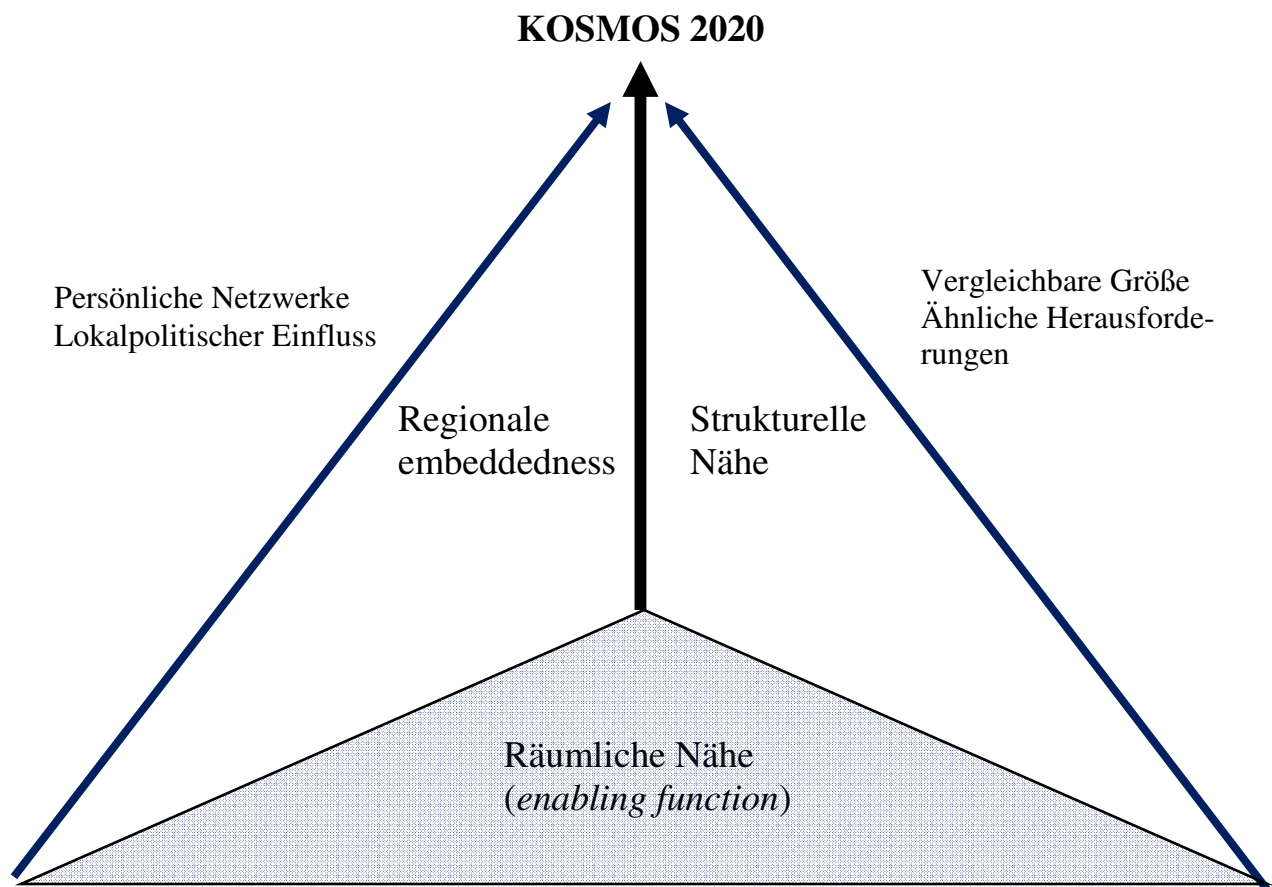 KOSMOS 2020
Persönliche Netzwerke
Lokalpolitischer Einfluss
Vergleichbare Größe
Ähnliche Herausforde-
rungen
Regionale
embeddedness
Strukturelle
Nähe
Räumliche Nähe
(enabling function)